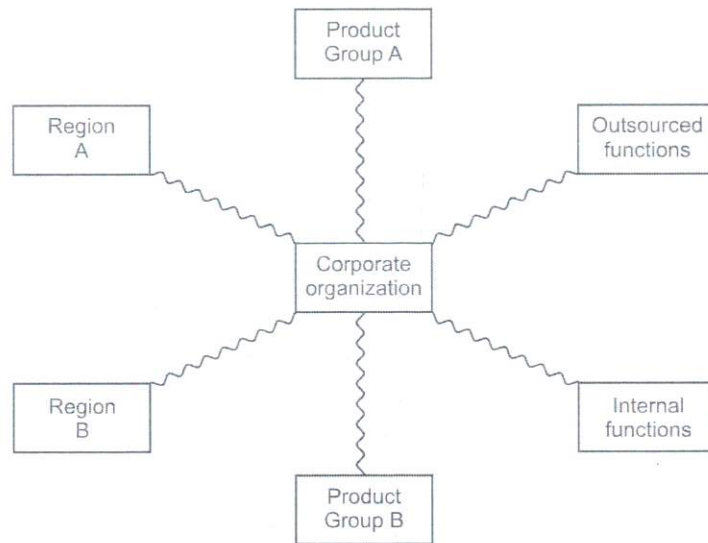 Product
Group A
Region
A
Outsourced
functions
Corporate
organization
Region
B
Internal
functions
Product
Group B